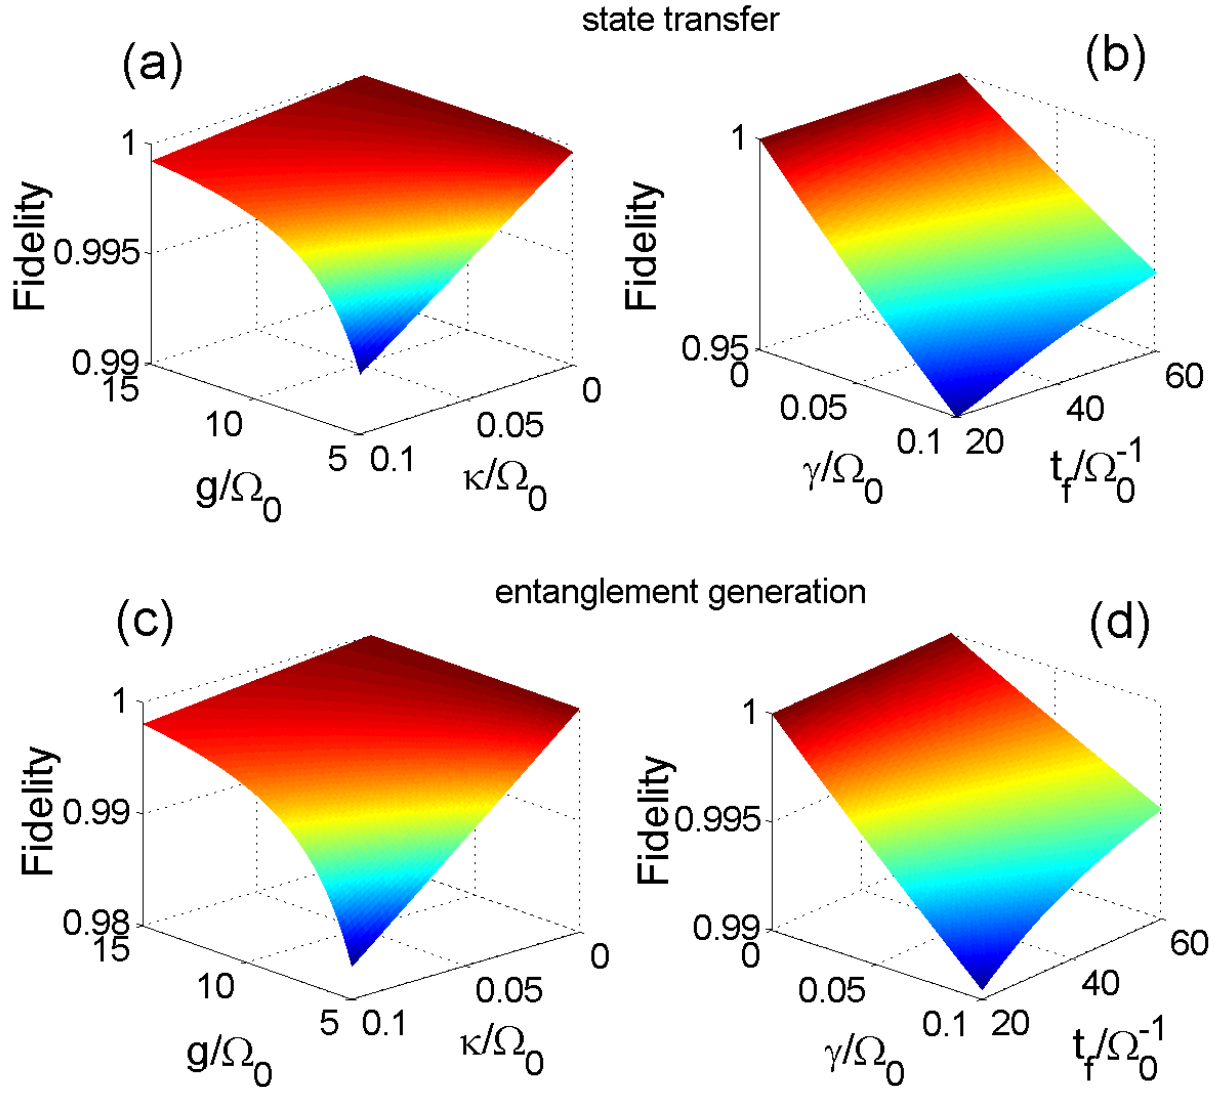 state transfer
(a)
(b)
1
0.995
0.99
Fidelity
15
10
5
g/Ω0
0.1
0.05
0
κ/Ω0
1
0.95
Fidelity
0
0.05
0.1
γ/Ω0
20
40
60
tf/Ω0-1
entanglement generation
(c)
(d)
1
0.99
0.98
Fidelity
15
10
5
g/Ω0
0.1
0.05
0
κ/Ω0
1
0.995
0.99
Fidelity
0
0.05
0.1
γ/Ω0
20
40
60
tf/Ω0-1